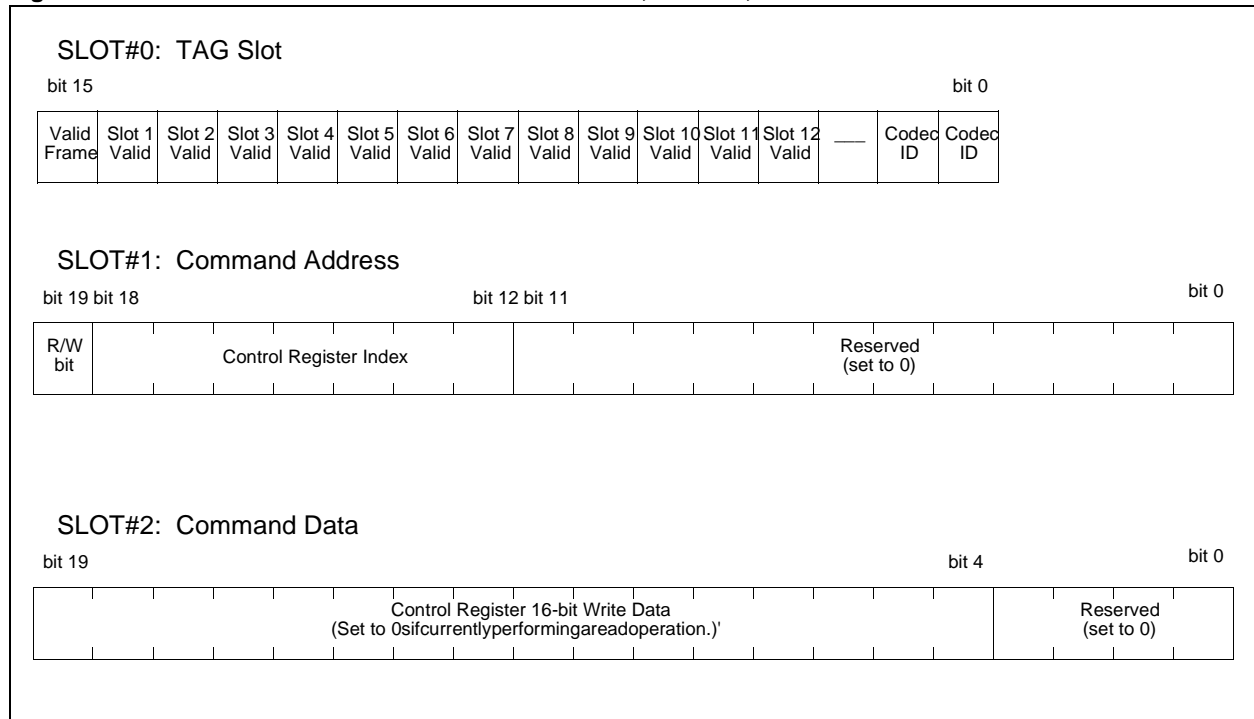 SLOT#0: TAG Slot
bit 15 bit 0
Valid Frame Slot 1 Valid Slot 2 Valid Slot 3 Valid Slot 4 Valid Slot 5 Valid Slot 6 Valid Slot 7 Valid Slot 8 Valid Slot 9 Valid Slot 10 Valid Slot 11 Valid Slot 12 Valid ___ Codec ID Codec ID
SLOT#1: Command Address
bit 19 bit 18 bit 12 bit 11 bit 0
R/W bit Control Register Index Reserved (set to 0)
SLOT#2: Command Data
bit 19 bit 4 bit 0
Control Register 16-bit Write Data
(Set to 0sifcurrentlyperformingareadoperation.)'
Reserved
(set to 0)